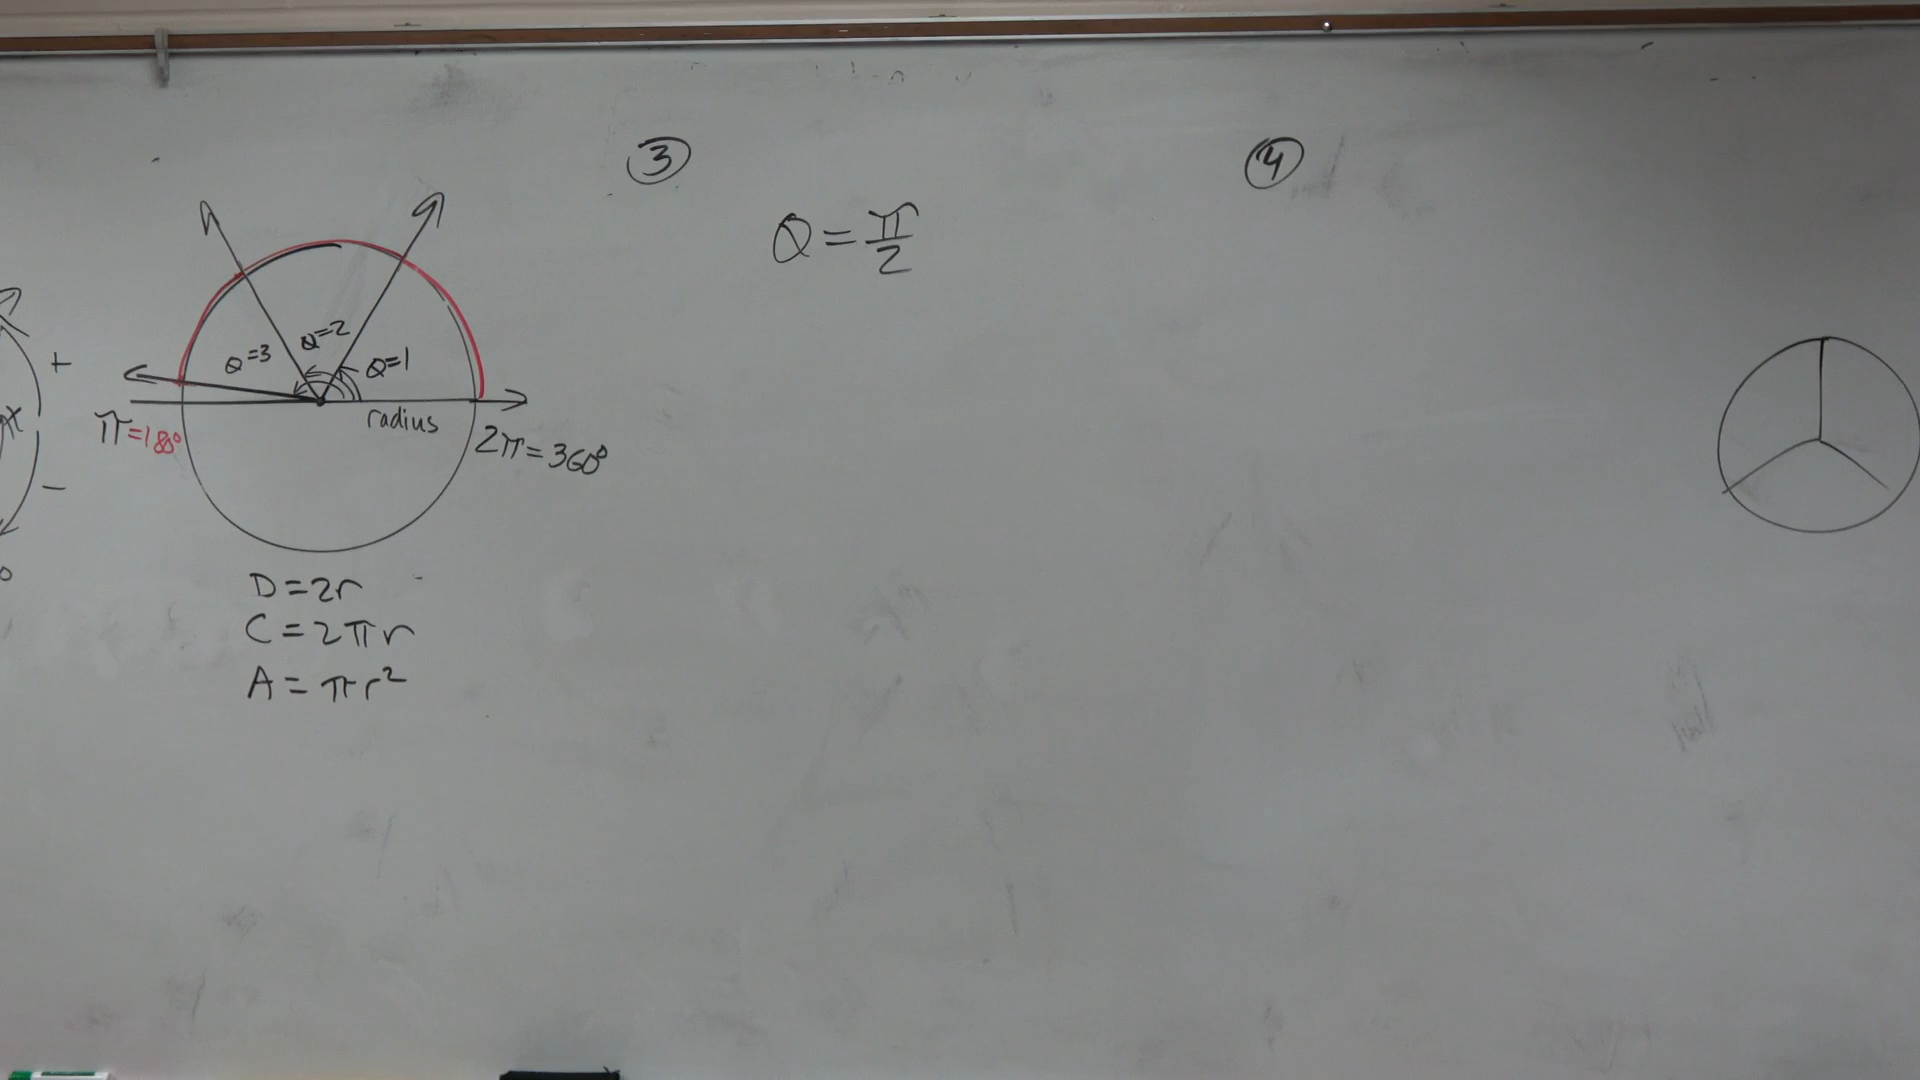 ③
④
Q = π/2
Q=2
Q=3
Q=1
+
radius
π=180°
2π=360°
x
−
D=2r
C=2πr
A=πr²